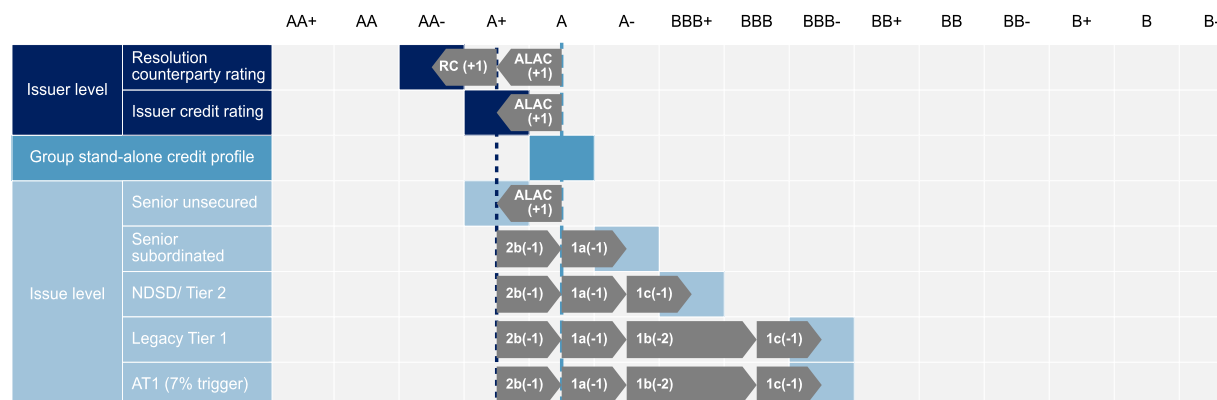 AA+ AA AA- A+ A A- BBB+ BBB BBB- BB+ BB BB- B+ B B-
Issuer level
Resolution
counterparty rating
RC (+1)
ALAC
(+1)
Issuer credit rating
ALAC
(+1)
Group stand-alone credit profile
Issue level
Senior unsecured
ALAC
(+1)
Senior
subordinated
2b(-1) 1a(-1)
NDSD/ Tier 2 2b(-1) 1a(-1) 1c(-1)
Legacy Tier 1 2b(-1) 1a(-1) 1b(-2) 1c(-1)
AT1 (7% trigger) 2b(-1) 1a(-1) 1b(-2) 1c(-1)